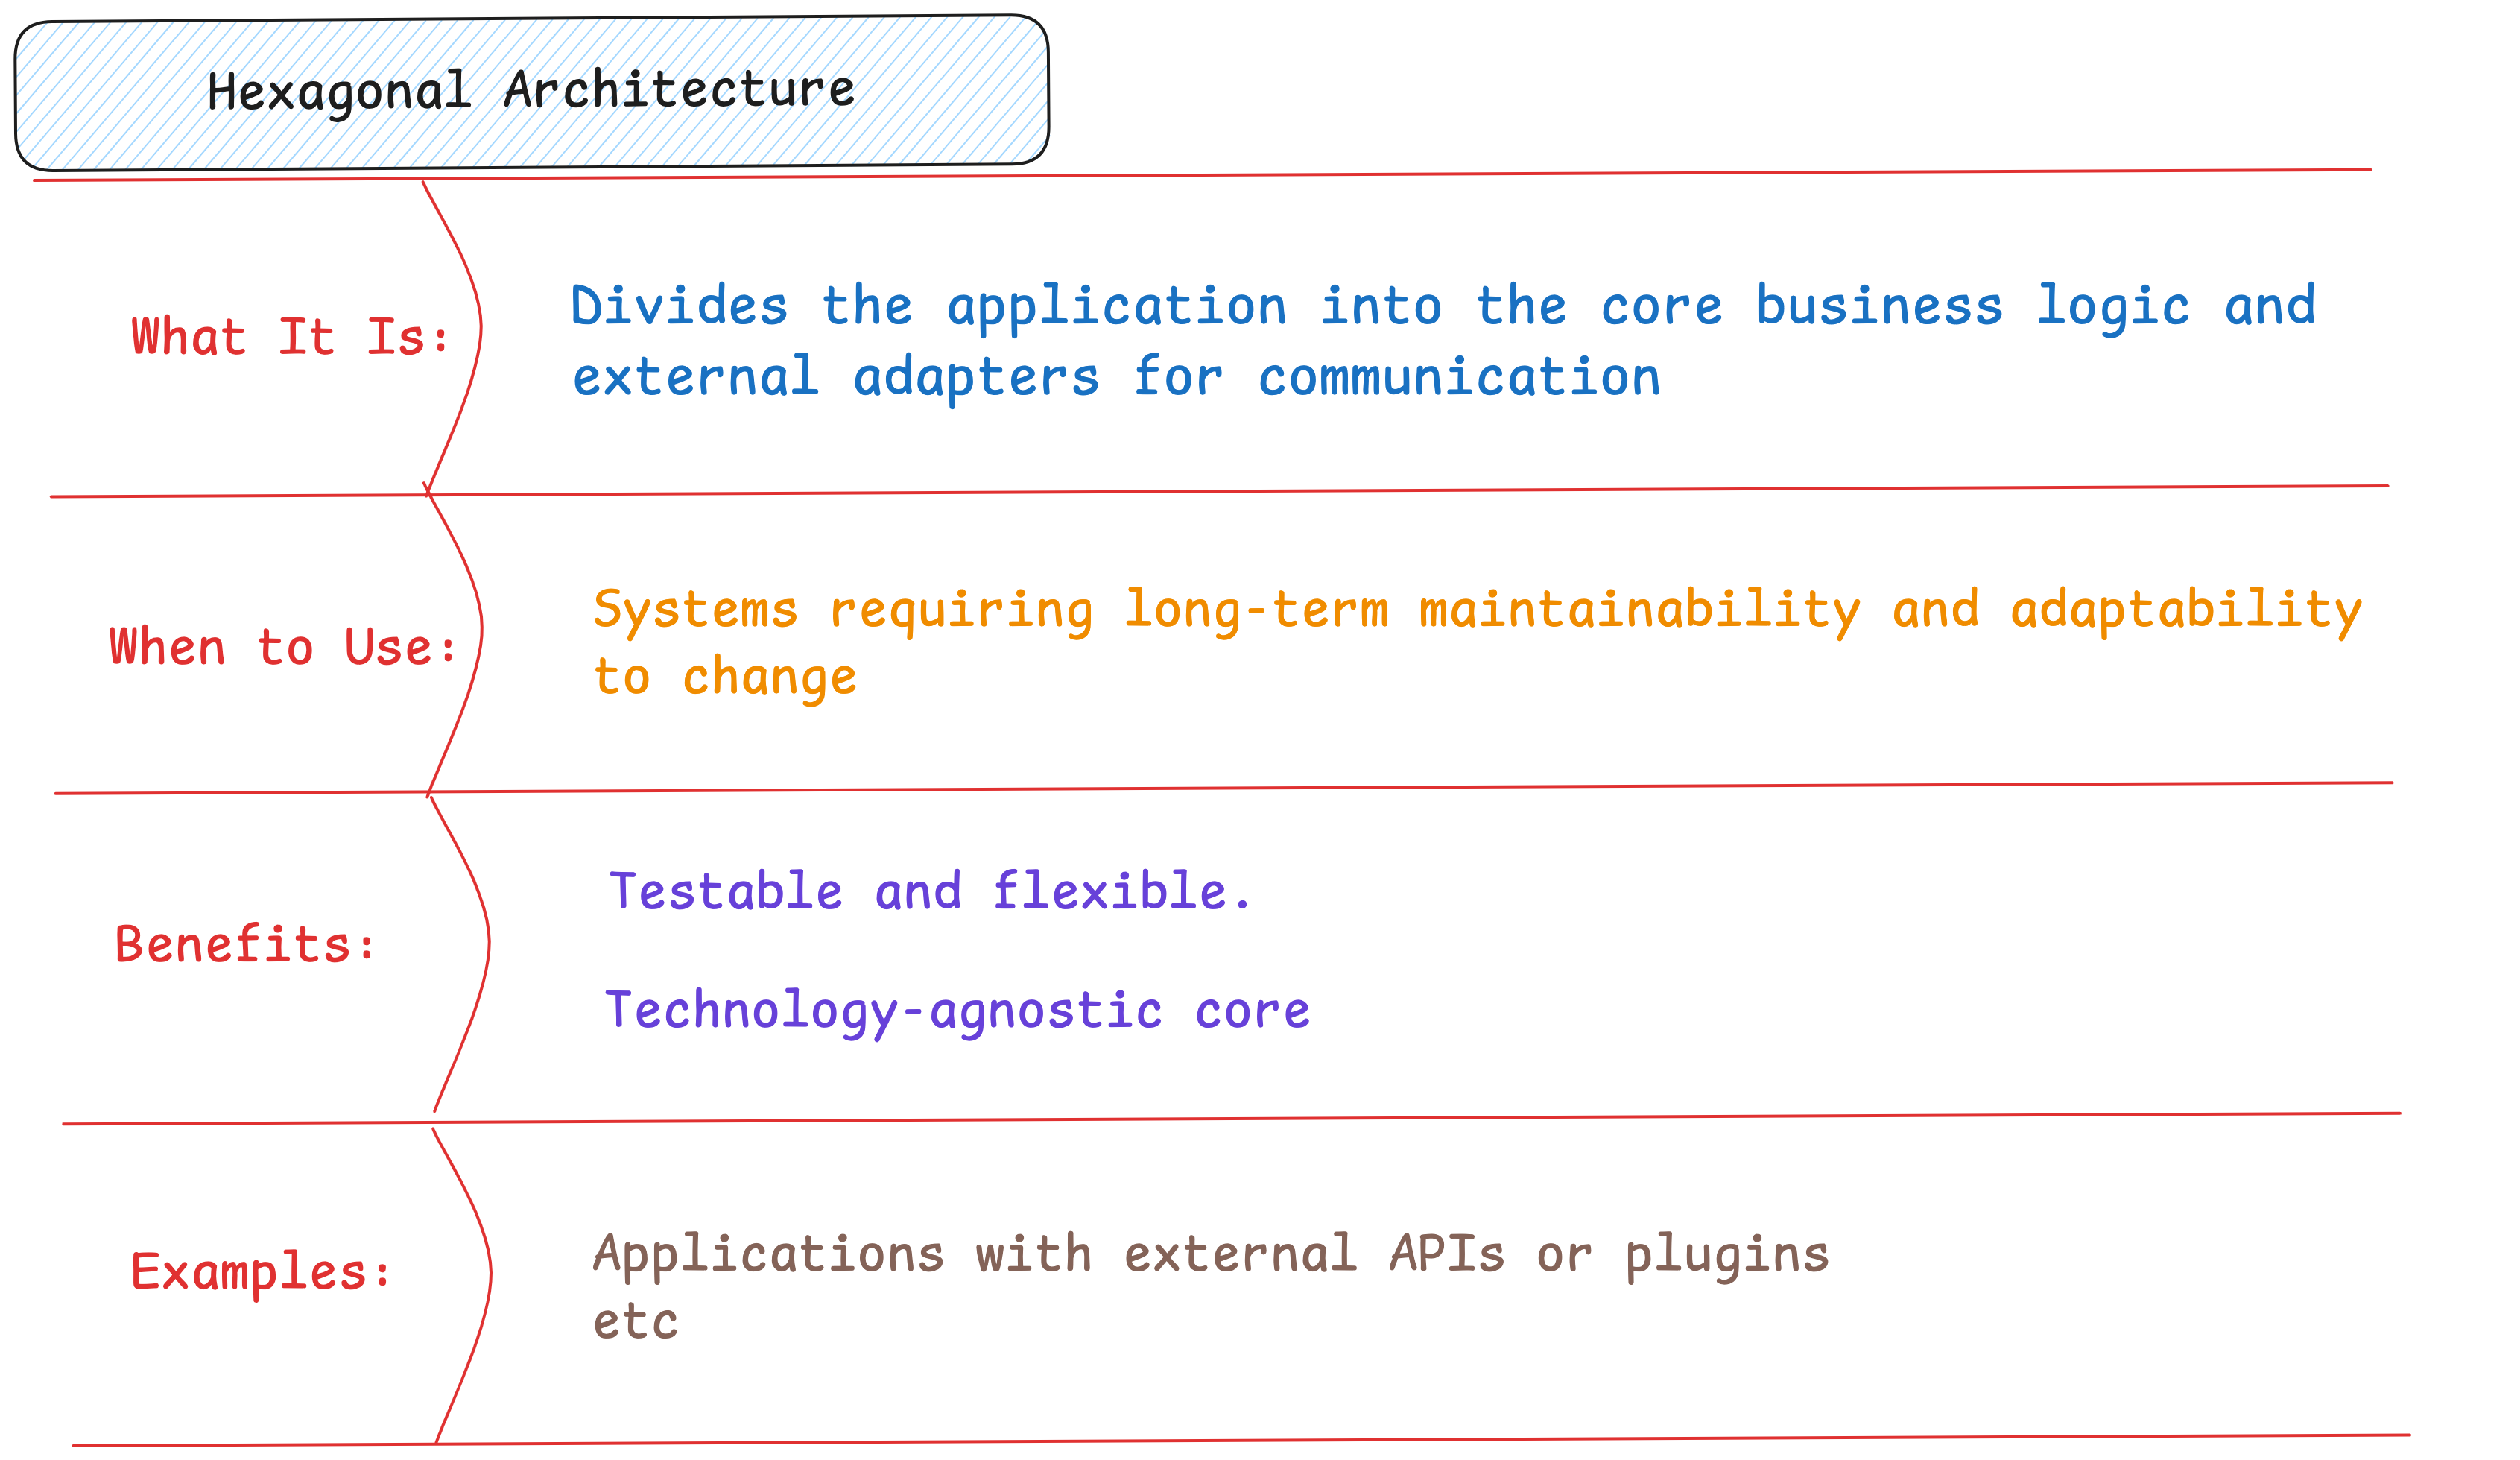 Hexagonal Architecture
What It Is:
Divides the application into the core business logic and
external adapters for communication
When to Use:
Systems requiring long-term maintainability and adaptability
to change
Benefits:
Testable and flexible.
Technology-agnostic core
Examples:
Applications with external APIs or plugins
etc